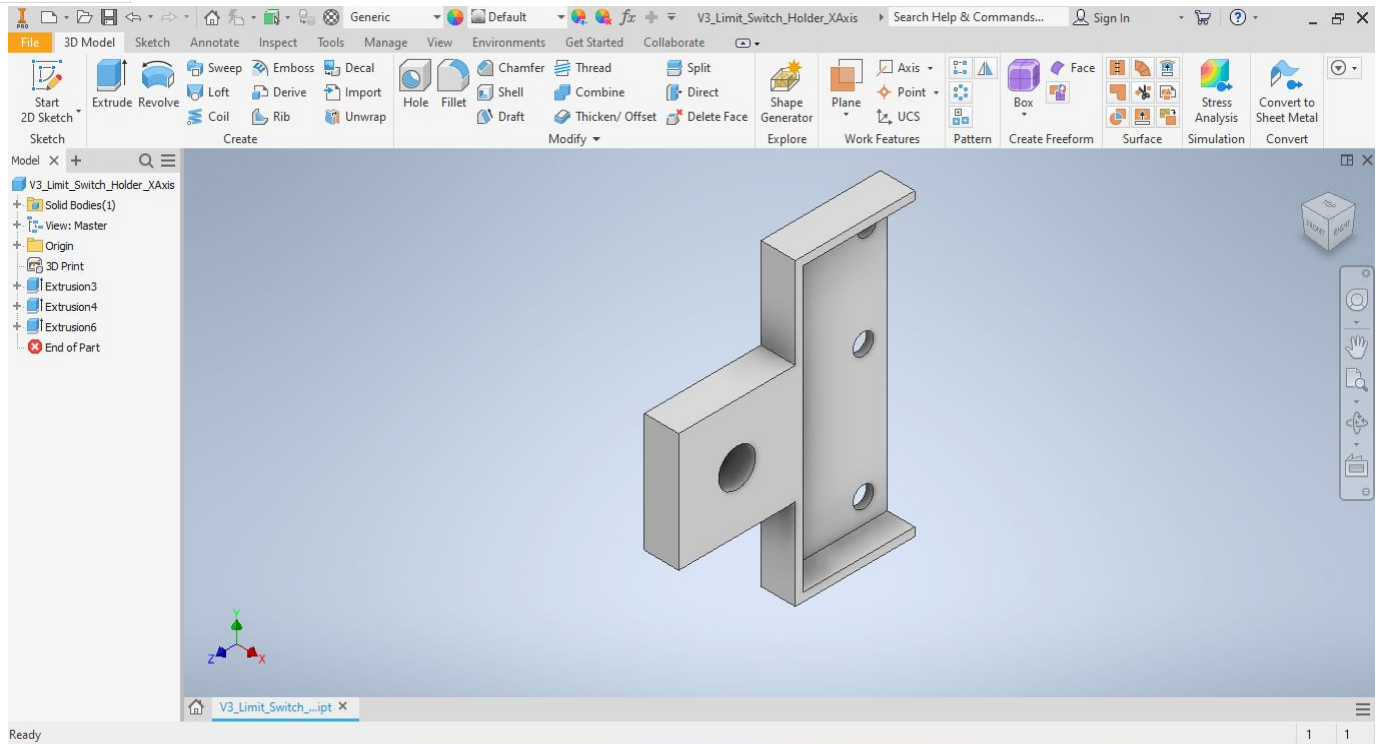 I PRO Generic Default fx V3_Limit_Switch_Holder_XAxis Search Help & Commands... Sign In ?
File 3D Model Sketch Annotate Inspect Tools Manage View Environments Get Started Collaborate
Start 2D Sketch
Extrude Revolve
Sweep Emboss Decal
Loft Derive Import
Coil Rib Unwrap
Hole Fillet
Chamfer Thread Split
Shell Combine Direct
Draft Thicken/ Offset Delete Face
Shape Generator
Plane
Axis
Point
UCS
Box
Face
Stress Analysis
Convert to Sheet Metal
Sketch Create Modify Explore Work Features Pattern Create Freeform Surface Simulation Convert
Model
V3_Limit_Switch_Holder_XAxis
Solid Bodies(1)
View: Master
Origin
3D Print
Extrusion3
Extrusion4
Extrusion6
End of Part
TOP
FRONT RIGHT
Y
Z X
V3_Limit_Switch_...ipt
Ready 1 1